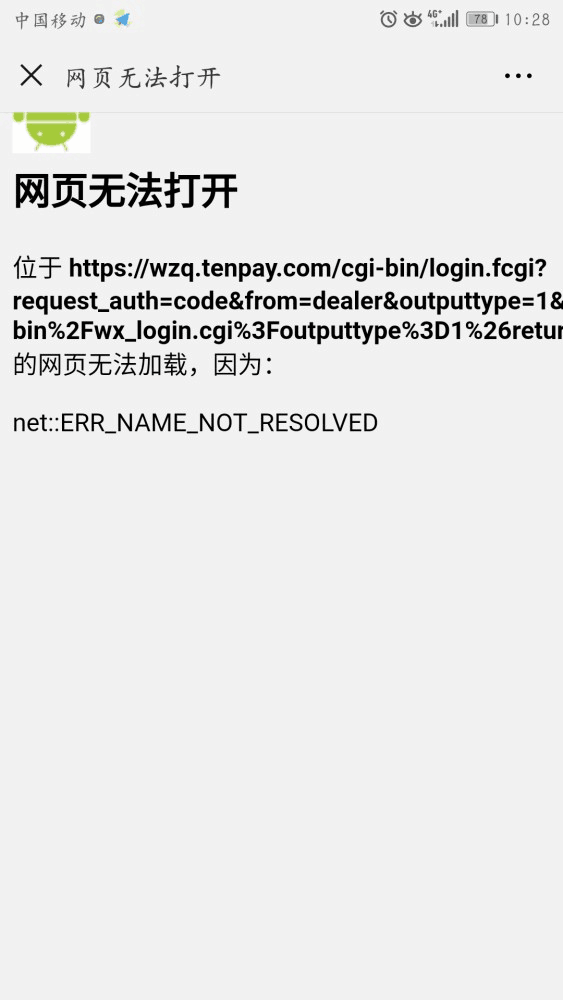 中国移动 4G+ 78 10:28
网页无法打开
网页无法打开
位于 https://wzq.tenpay.com/cgi-bin/login.fcgi?
request_auth=code&from=dealer&outputtype=1&
bin%2Fwx_login.cgi%3Foutputtype%3D1%26retur
的网页无法加载，因为：
net::ERR_NAME_NOT_RESOLVED